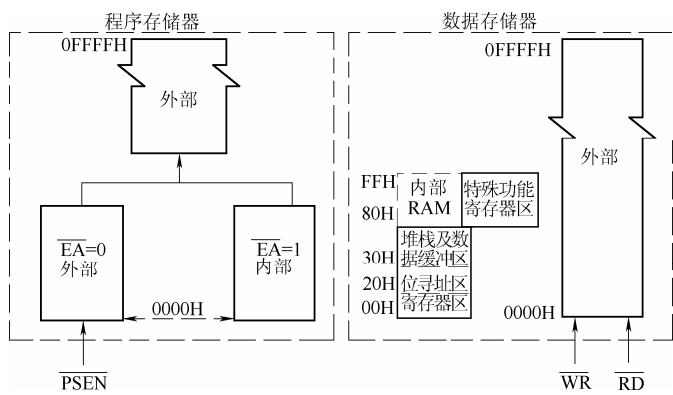 程序存储器
0FFFFH
外部
EA=0
外部
EA=1
内部
0000H
PSEN
数据存储器
0FFFFH
外部
FFH
内部
RAM
特殊功能
寄存器区
80H
堆栈及数
据缓冲区
30H
20H
位寻址区
00H
寄存器区
0000H
WR
RD